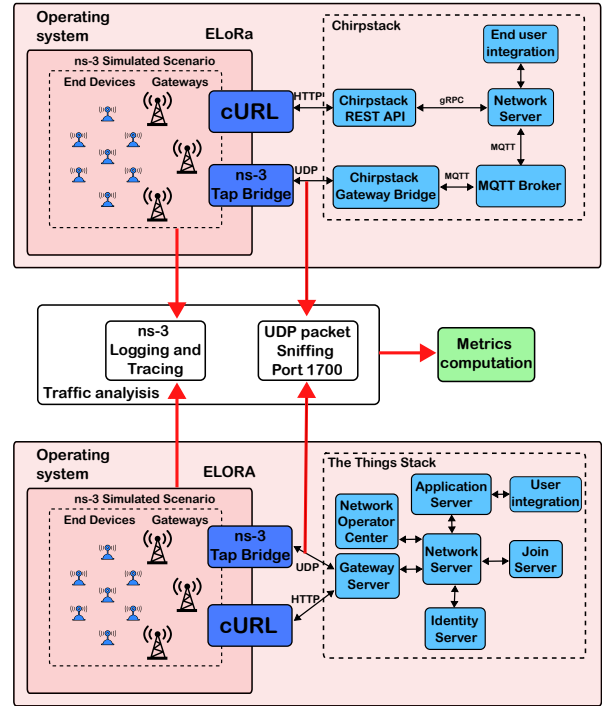 Operating
system
ELoRa
ns-3 Simulated Scenario
End Devices
Gateways
cURL
HTTP
ns-3
Tap Bridge
UDP
Chirpstack
End user
integration
Chirpstack
REST API
gRPC
Network
Server
MQTT
Chirpstack
Gateway Bridge
MQTT
MQTT Broker
ns-3
Logging and
Tracing
UDP packet
Sniffing
Port 1700
Traffic analyisis
Metrics
computation
Operating
system
ELORA
ns-3 Simulated Scenario
End Devices
Gateways
ns-3
Tap Bridge
UDP
HTTP
cURL
The Things Stack
Application
Server
User
integration
Network
Operator
Center
Network
Server
Join
Server
Gateway
Server
Identity
Server